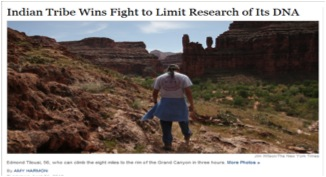 Indian Tribe Wins Fight to Limit Research of Its DNA
Jim Wilson/The New York Times
Edmond Tilousi, 56, who can climb the eight miles to the rim of the Grand Canyon in three hours. More Photos »
By AMY HARMON